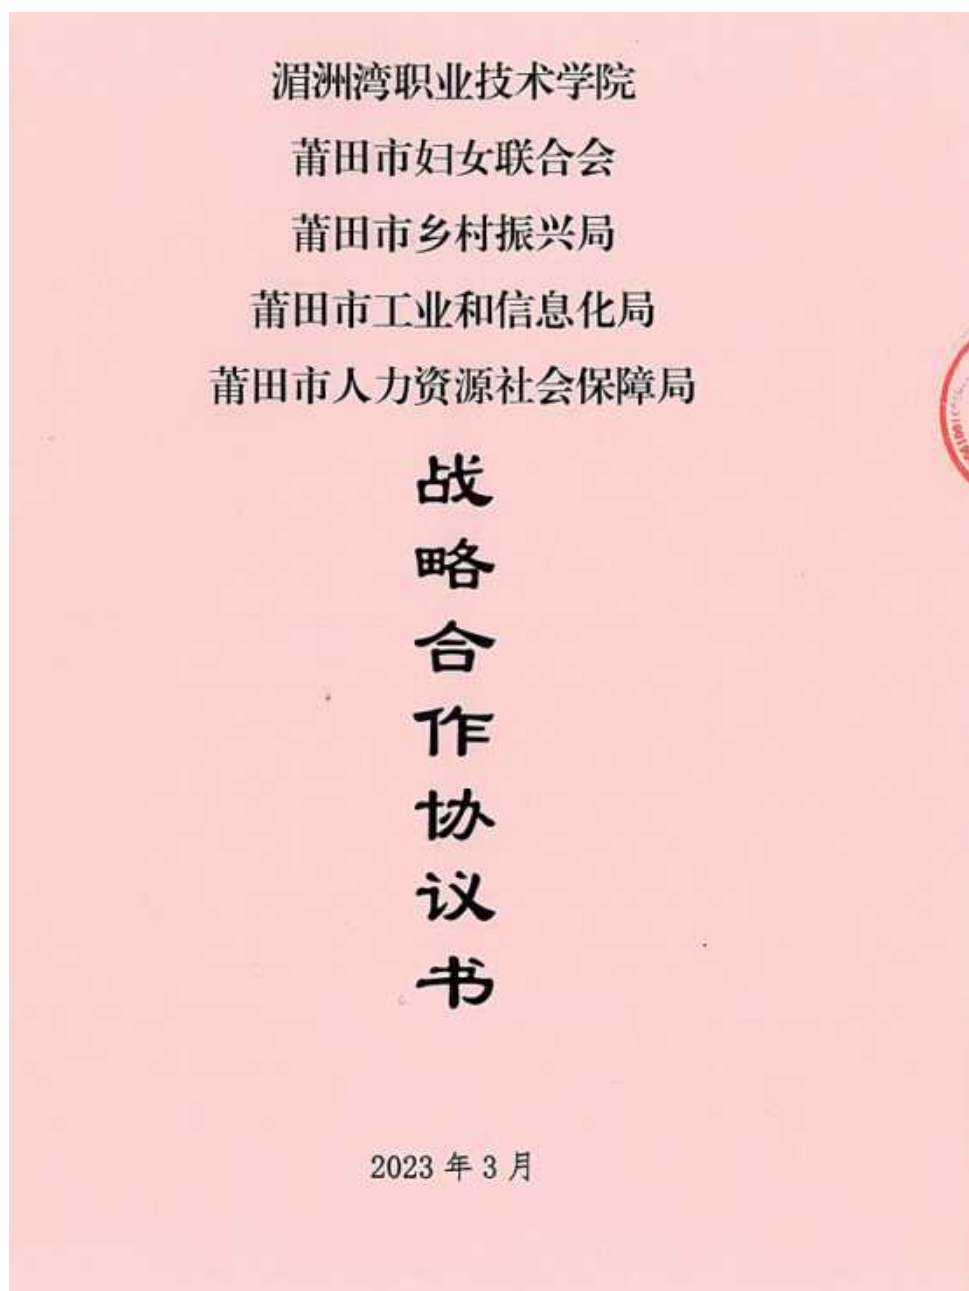 湄洲湾职业技术学院
莆田市妇女联合会
莆田市乡村振兴局
莆田市工业和信息化局
莆田市人力资源社会保障局
战
略
合
作
协
议
书
2023 年 3 月